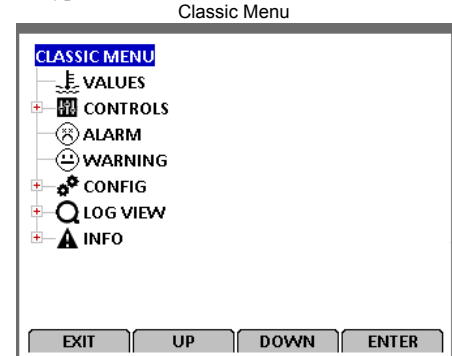 Classic Menu
CLASSIC MENU
VALUES
CONTROLS
ALARM
WARNING
CONFIG
LOG VIEW
INFO
EXIT UP DOWN ENTER